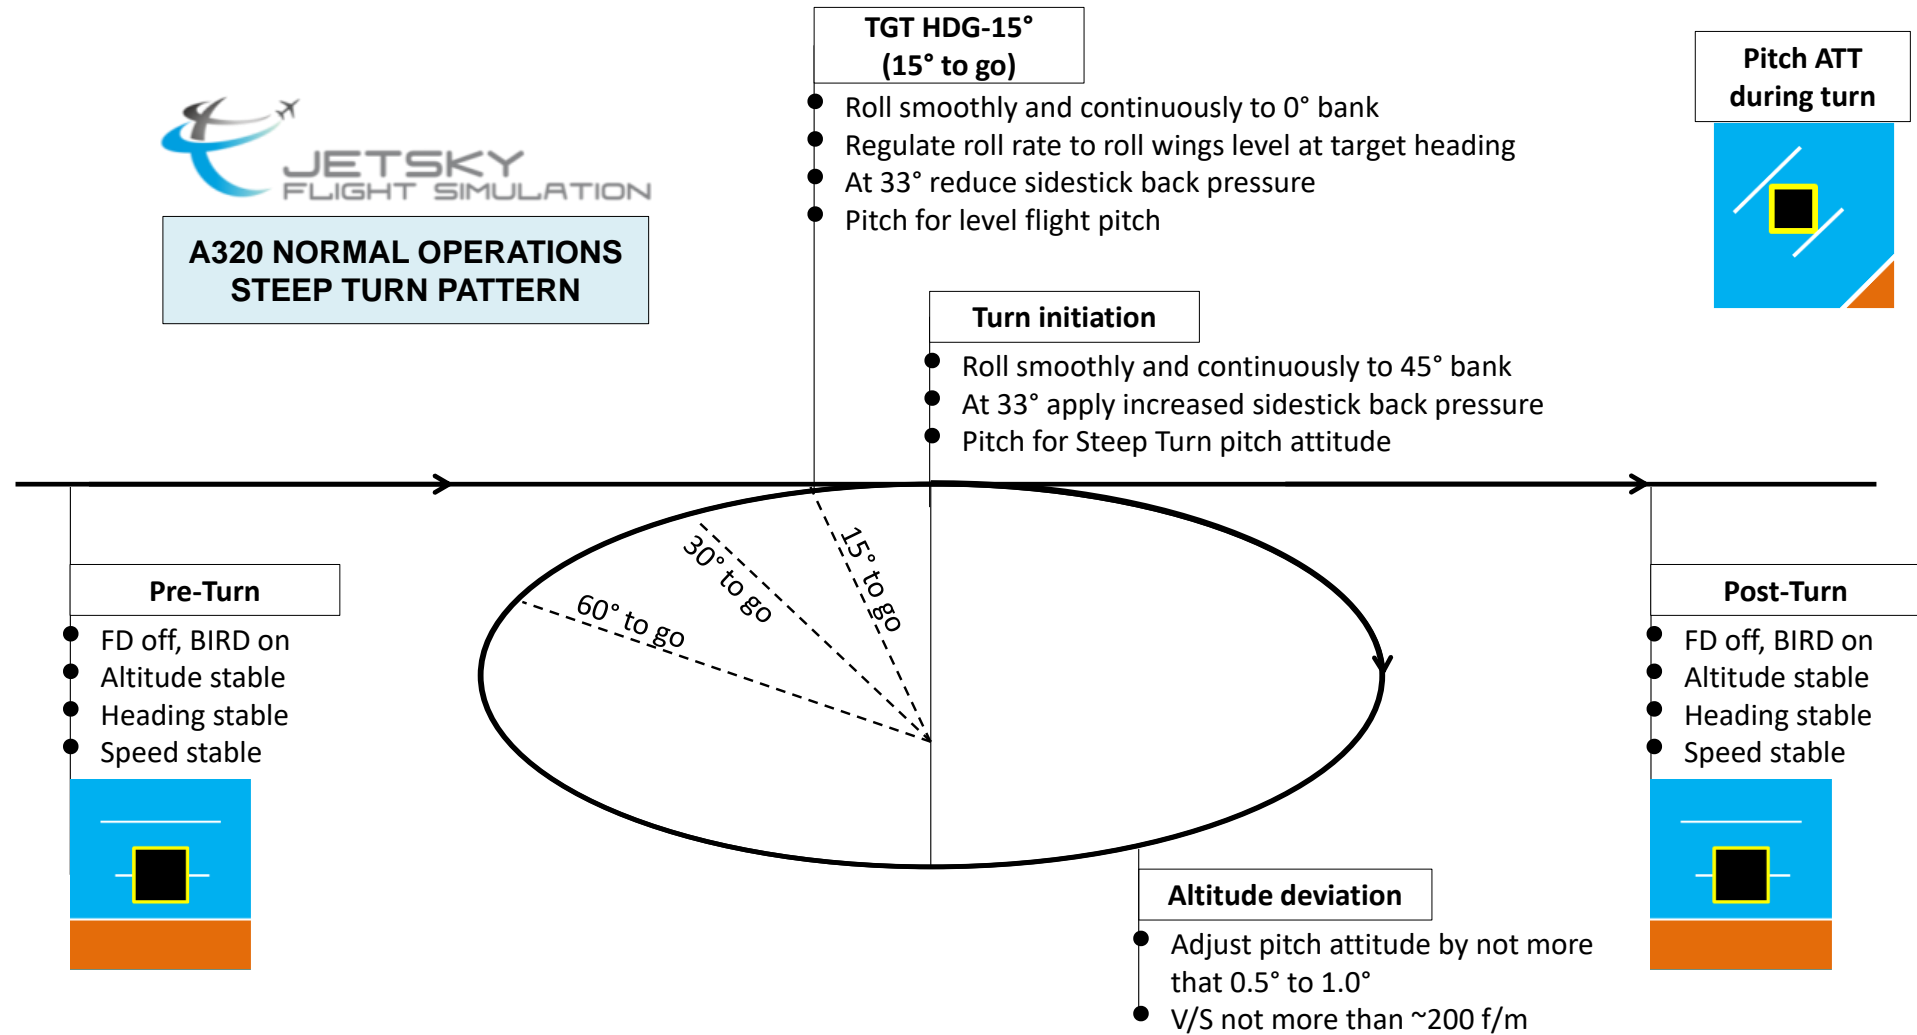 TGT HDG-15°
(15° to go)
Roll smoothly and continuously to 0° bank
Regulate roll rate to roll wings level at target heading
At 33° reduce sidestick back pressure
Pitch for level flight pitch
Pitch ATT
during turn
JETSKY
FLIGHT SIMULATION
A320 NORMAL OPERATIONS
STEEP TURN PATTERN
Turn initiation
Roll smoothly and continuously to 45° bank
At 33° apply increased sidestick back pressure
Pitch for Steep Turn pitch attitude
15° to go
30° to go
60° to go
Pre-Turn
FD off, BIRD on
Altitude stable
Heading stable
Speed stable
Post-Turn
FD off, BIRD on
Altitude stable
Heading stable
Speed stable
Altitude deviation
Adjust pitch attitude by not more
that 0.5° to 1.0°
V/S not more than ~200 f/m